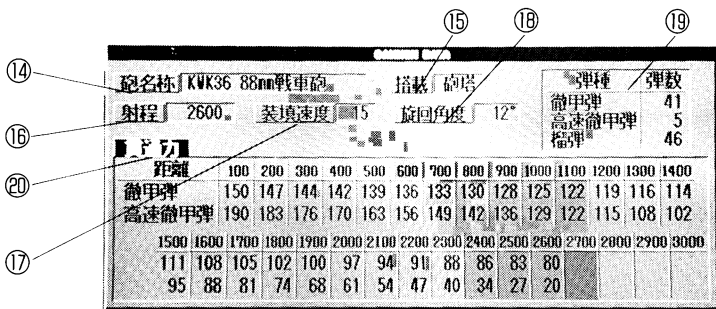 ⑮ ⑱ ⑲
⑭ 砲名称 KWK36 88mm戦車砲 搭載 砲塔 弾種 弾数
⑯ 射程 2600 装填速度 15 旋回角度 12°
徹甲弾 41
高速徹甲弾 5
榴弾 46
⑳ 力
距離 100 200 300 400 500 600 700 800 900 1000 1100 1200 1300 1400
徹甲弾 150 147 144 142 139 136 133 130 128 125 122 119 116 114
高速徹甲弾 190 183 176 170 163 156 149 142 136 129 122 115 108 102
⑰ 1500 1600 1700 1800 1900 2000 2100 2200 2300 2400 2500 2600 2700 2800 2900 3000
111 108 105 102 100 97 94 91 88 86 83 80
95 88 81 74 68 61 54 47 40 34 27 20